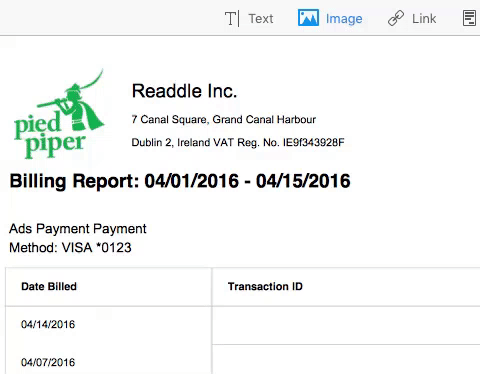 Text Image Link
pied
piper
Readdle Inc.
7 Canal Square, Grand Canal Harbour
Dublin 2, Ireland VAT Reg. No. IE9f343928F
Billing Report: 04/01/2016 - 04/15/2016
Ads Payment Payment
Method: VISA *0123
Date Billed Transaction ID
04/14/2016
04/07/2016